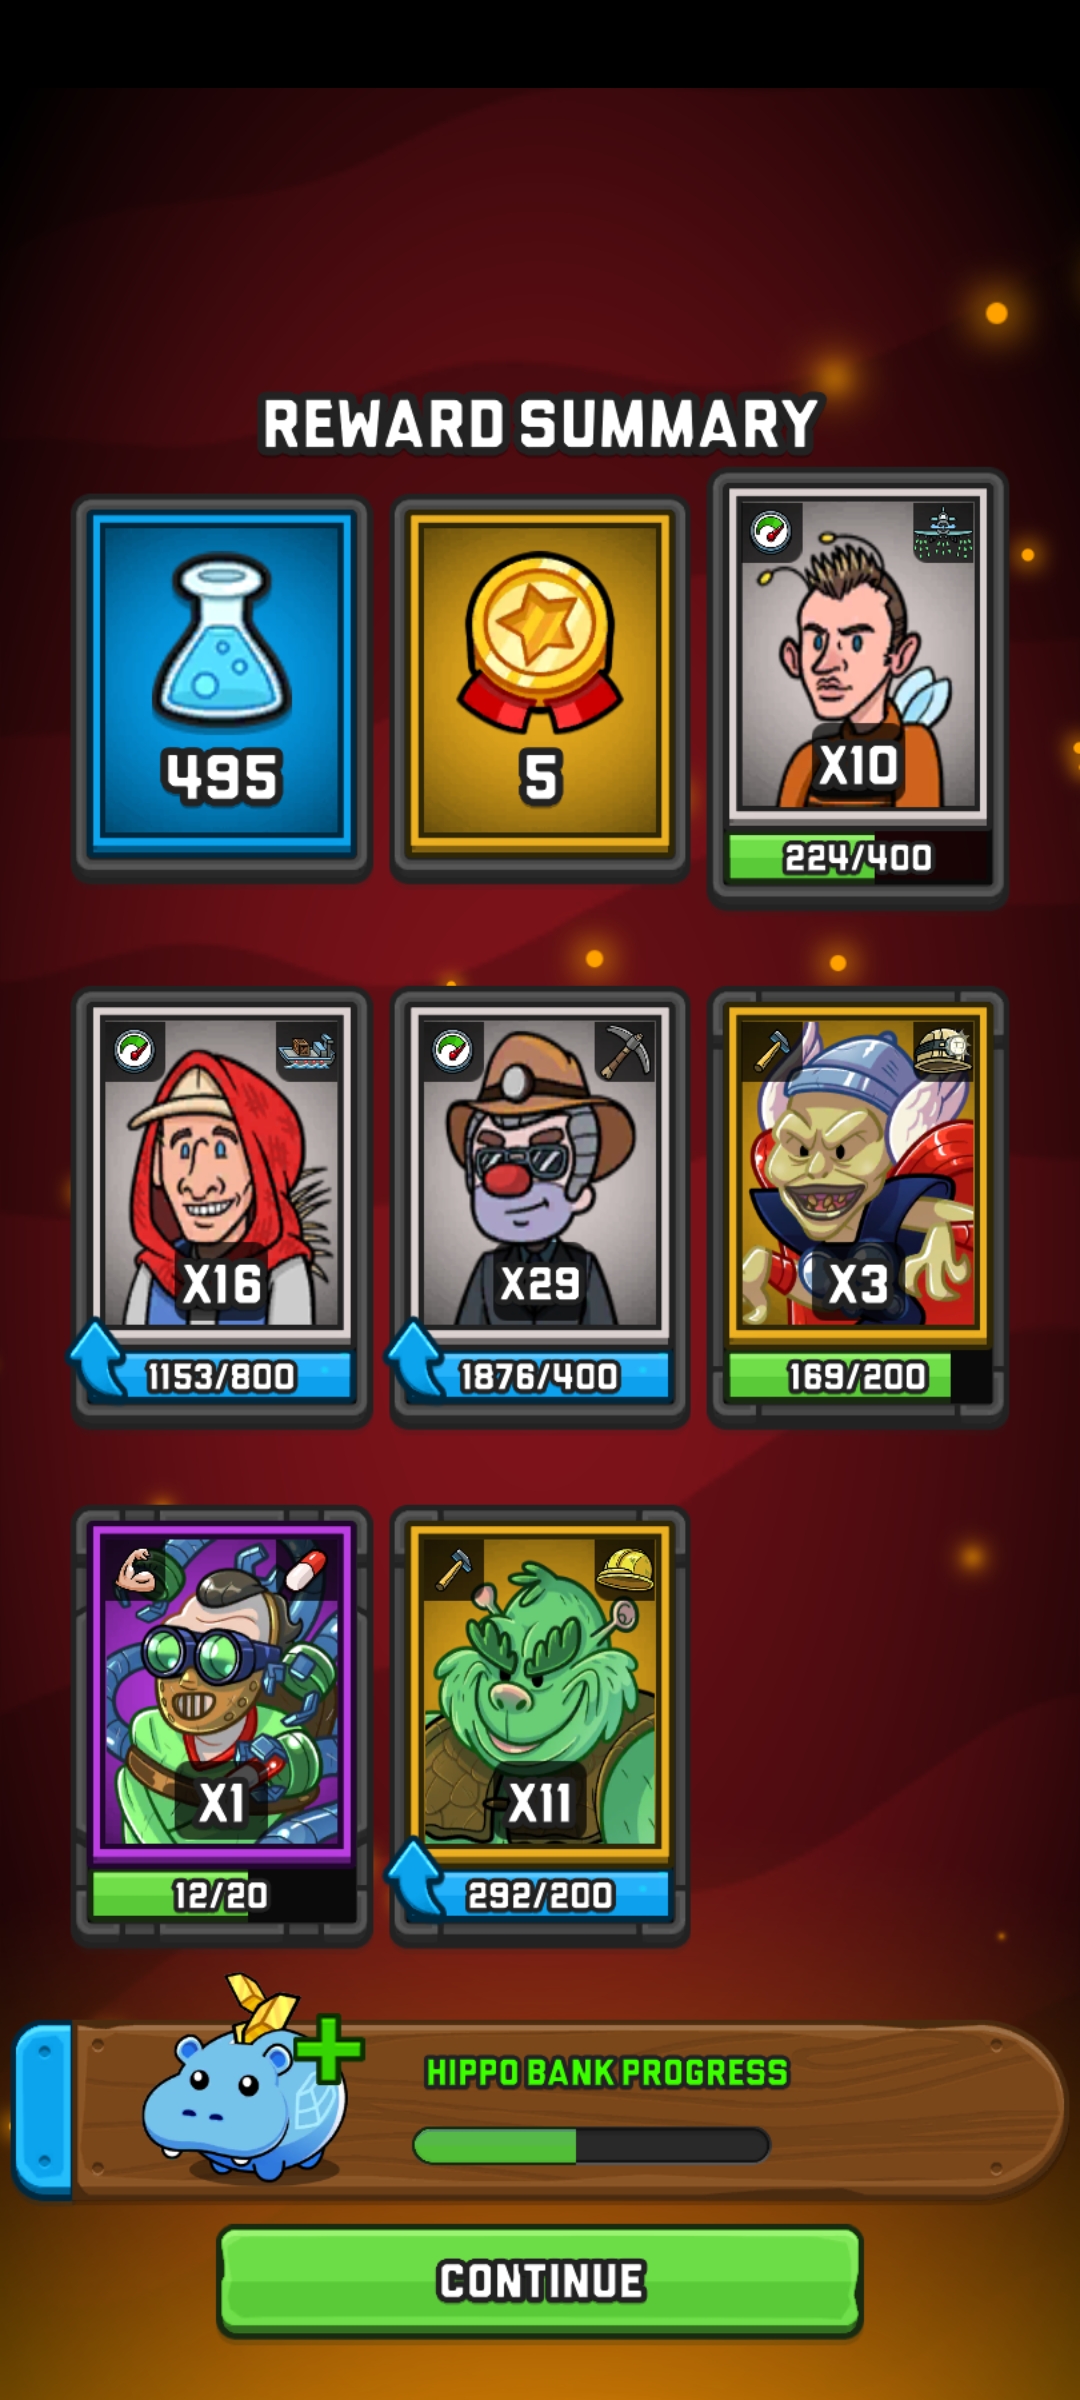 REWARD SUMMARY
495
5
X10
224/400
X16
1153/800
X29
1876/400
X3
169/200
X1
12/20
X11
292/200
HIPPO BANK PROGRESS
CONTINUE